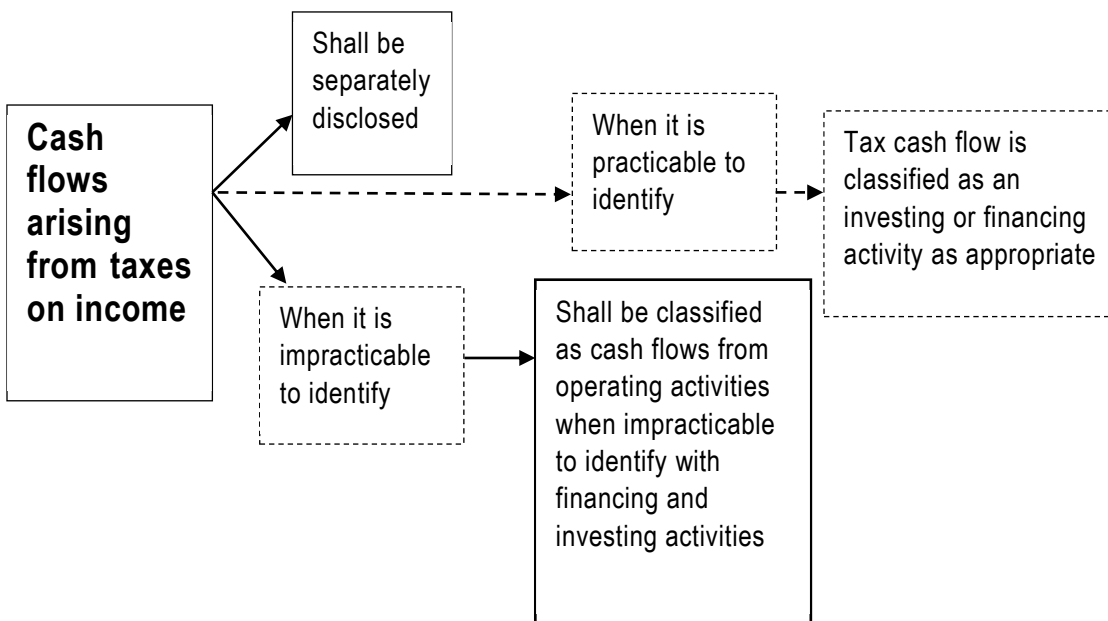 Cash
flows
arising
from taxes
on income
Shall be
separately
disclosed
When it is
practicable to
identify
Tax cash flow is
classified as an
investing or financing
activity as appropriate
When it is
impracticable
to identify
Shall be classified
as cash flows from
operating activities
when impracticable
to identify with
financing and
investing activities